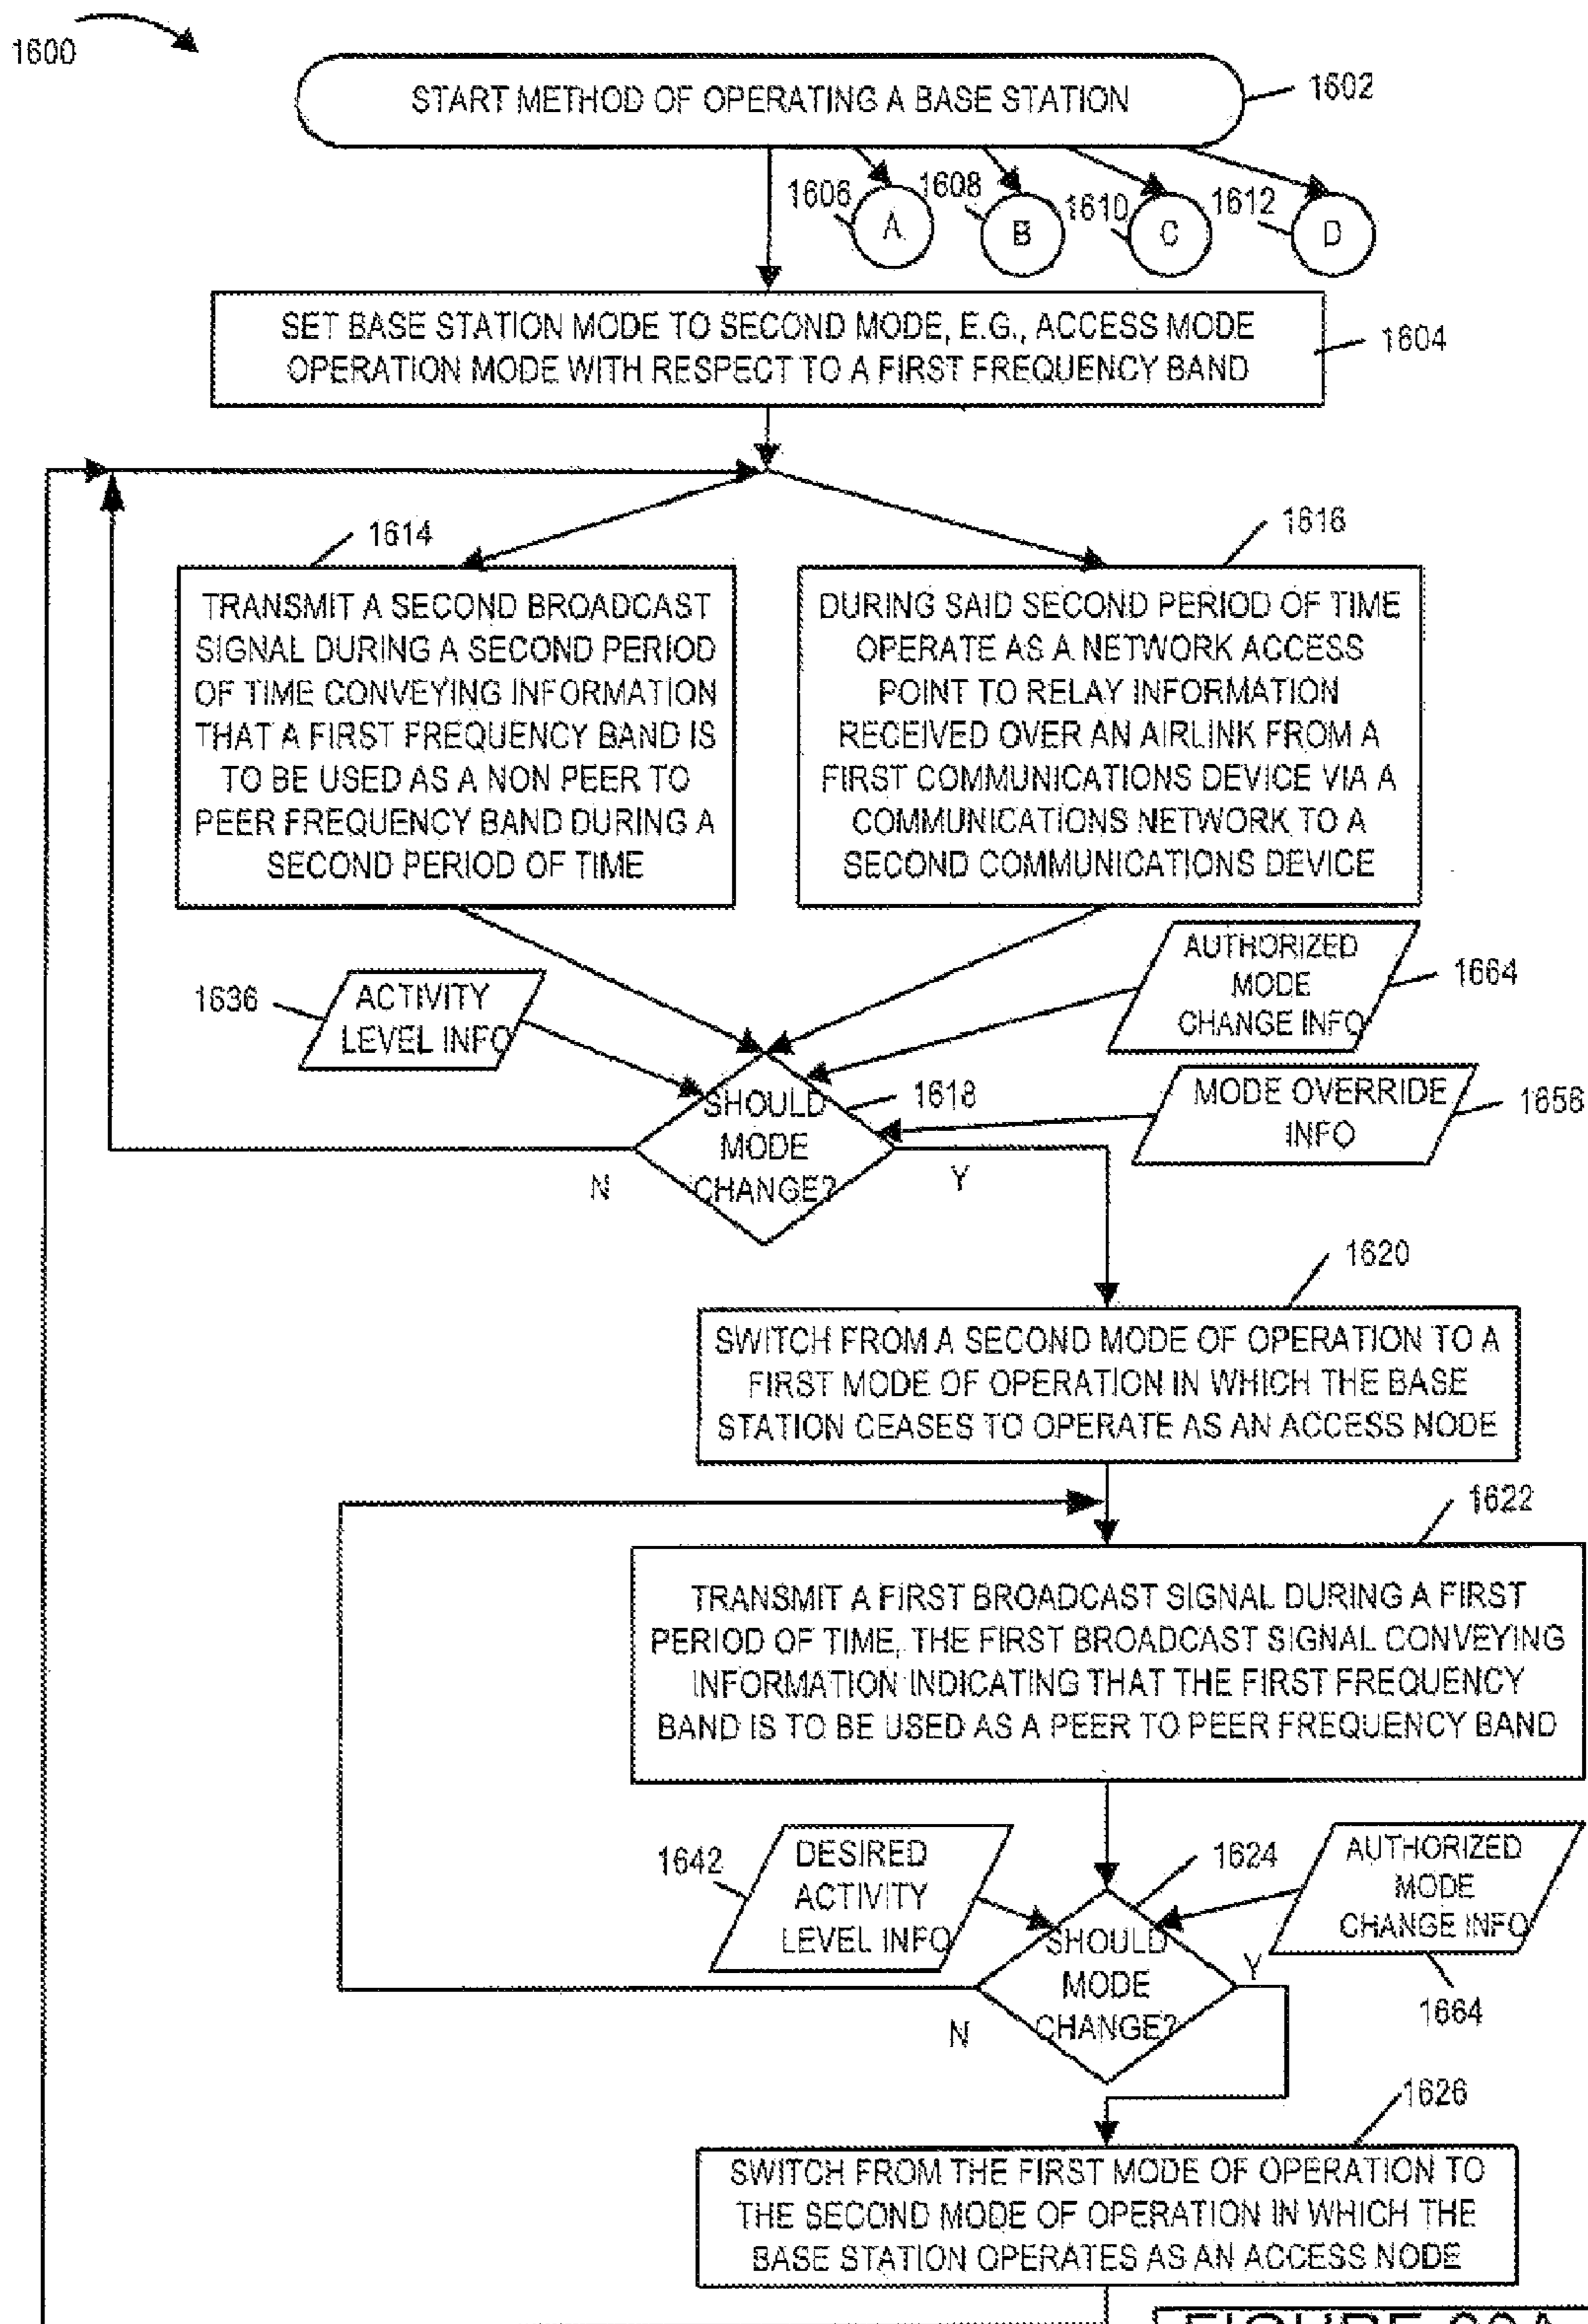 1600
START METHOD OF OPERATING A BASE STATION
1602
1606
A
1608
B
1610
C
1612
D
SET BASE STATION MODE TO SECOND MODE, E.G., ACCESS MODE
OPERATION MODE WITH RESPECT TO A FIRST FREQUENCY BAND
1604
1614
TRANSMIT A SECOND BROADCAST
SIGNAL DURING A SECOND PERIOD
OF TIME CONVEYING INFORMATION
THAT A FIRST FREQUENCY BAND IS
TO BE USED AS A NON PEER TO
PEER FREQUENCY BAND DURING A
SECOND PERIOD OF TIME
1616
DURING SAID SECOND PERIOD OF TIME
OPERATE AS A NETWORK ACCESS
POINT TO RELAY INFORMATION
RECEIVED OVER AN AIRLINK FROM A
FIRST COMMUNICATIONS DEVICE VIA A
COMMUNICATIONS NETWORK TO A
SECOND COMMUNICATIONS DEVICE
1636
ACTIVITY
LEVEL INFO
AUTHORIZED
MODE
CHANGE INFO
1664
1618
SHOULD
MODE
CHANGE?
MODE OVERRIDE
INFO
1656
N
Y
1620
SWITCH FROM A SECOND MODE OF OPERATION TO A
FIRST MODE OF OPERATION IN WHICH THE BASE
STATION CEASES TO OPERATE AS AN ACCESS NODE
1622
TRANSMIT A FIRST BROADCAST SIGNAL DURING A FIRST
PERIOD OF TIME, THE FIRST BROADCAST SIGNAL CONVEYING
INFORMATION INDICATING THAT THE FIRST FREQUENCY
BAND IS TO BE USED AS A PEER TO PEER FREQUENCY BAND
1642
DESIRED
ACTIVITY
LEVEL INFO
1624
SHOULD
MODE
CHANGE?
AUTHORIZED
MODE
CHANGE INFO
1664
Y
N
1626
SWITCH FROM THE FIRST MODE OF OPERATION TO
THE SECOND MODE OF OPERATION IN WHICH THE
BASE STATION OPERATES AS AN ACCESS NODE